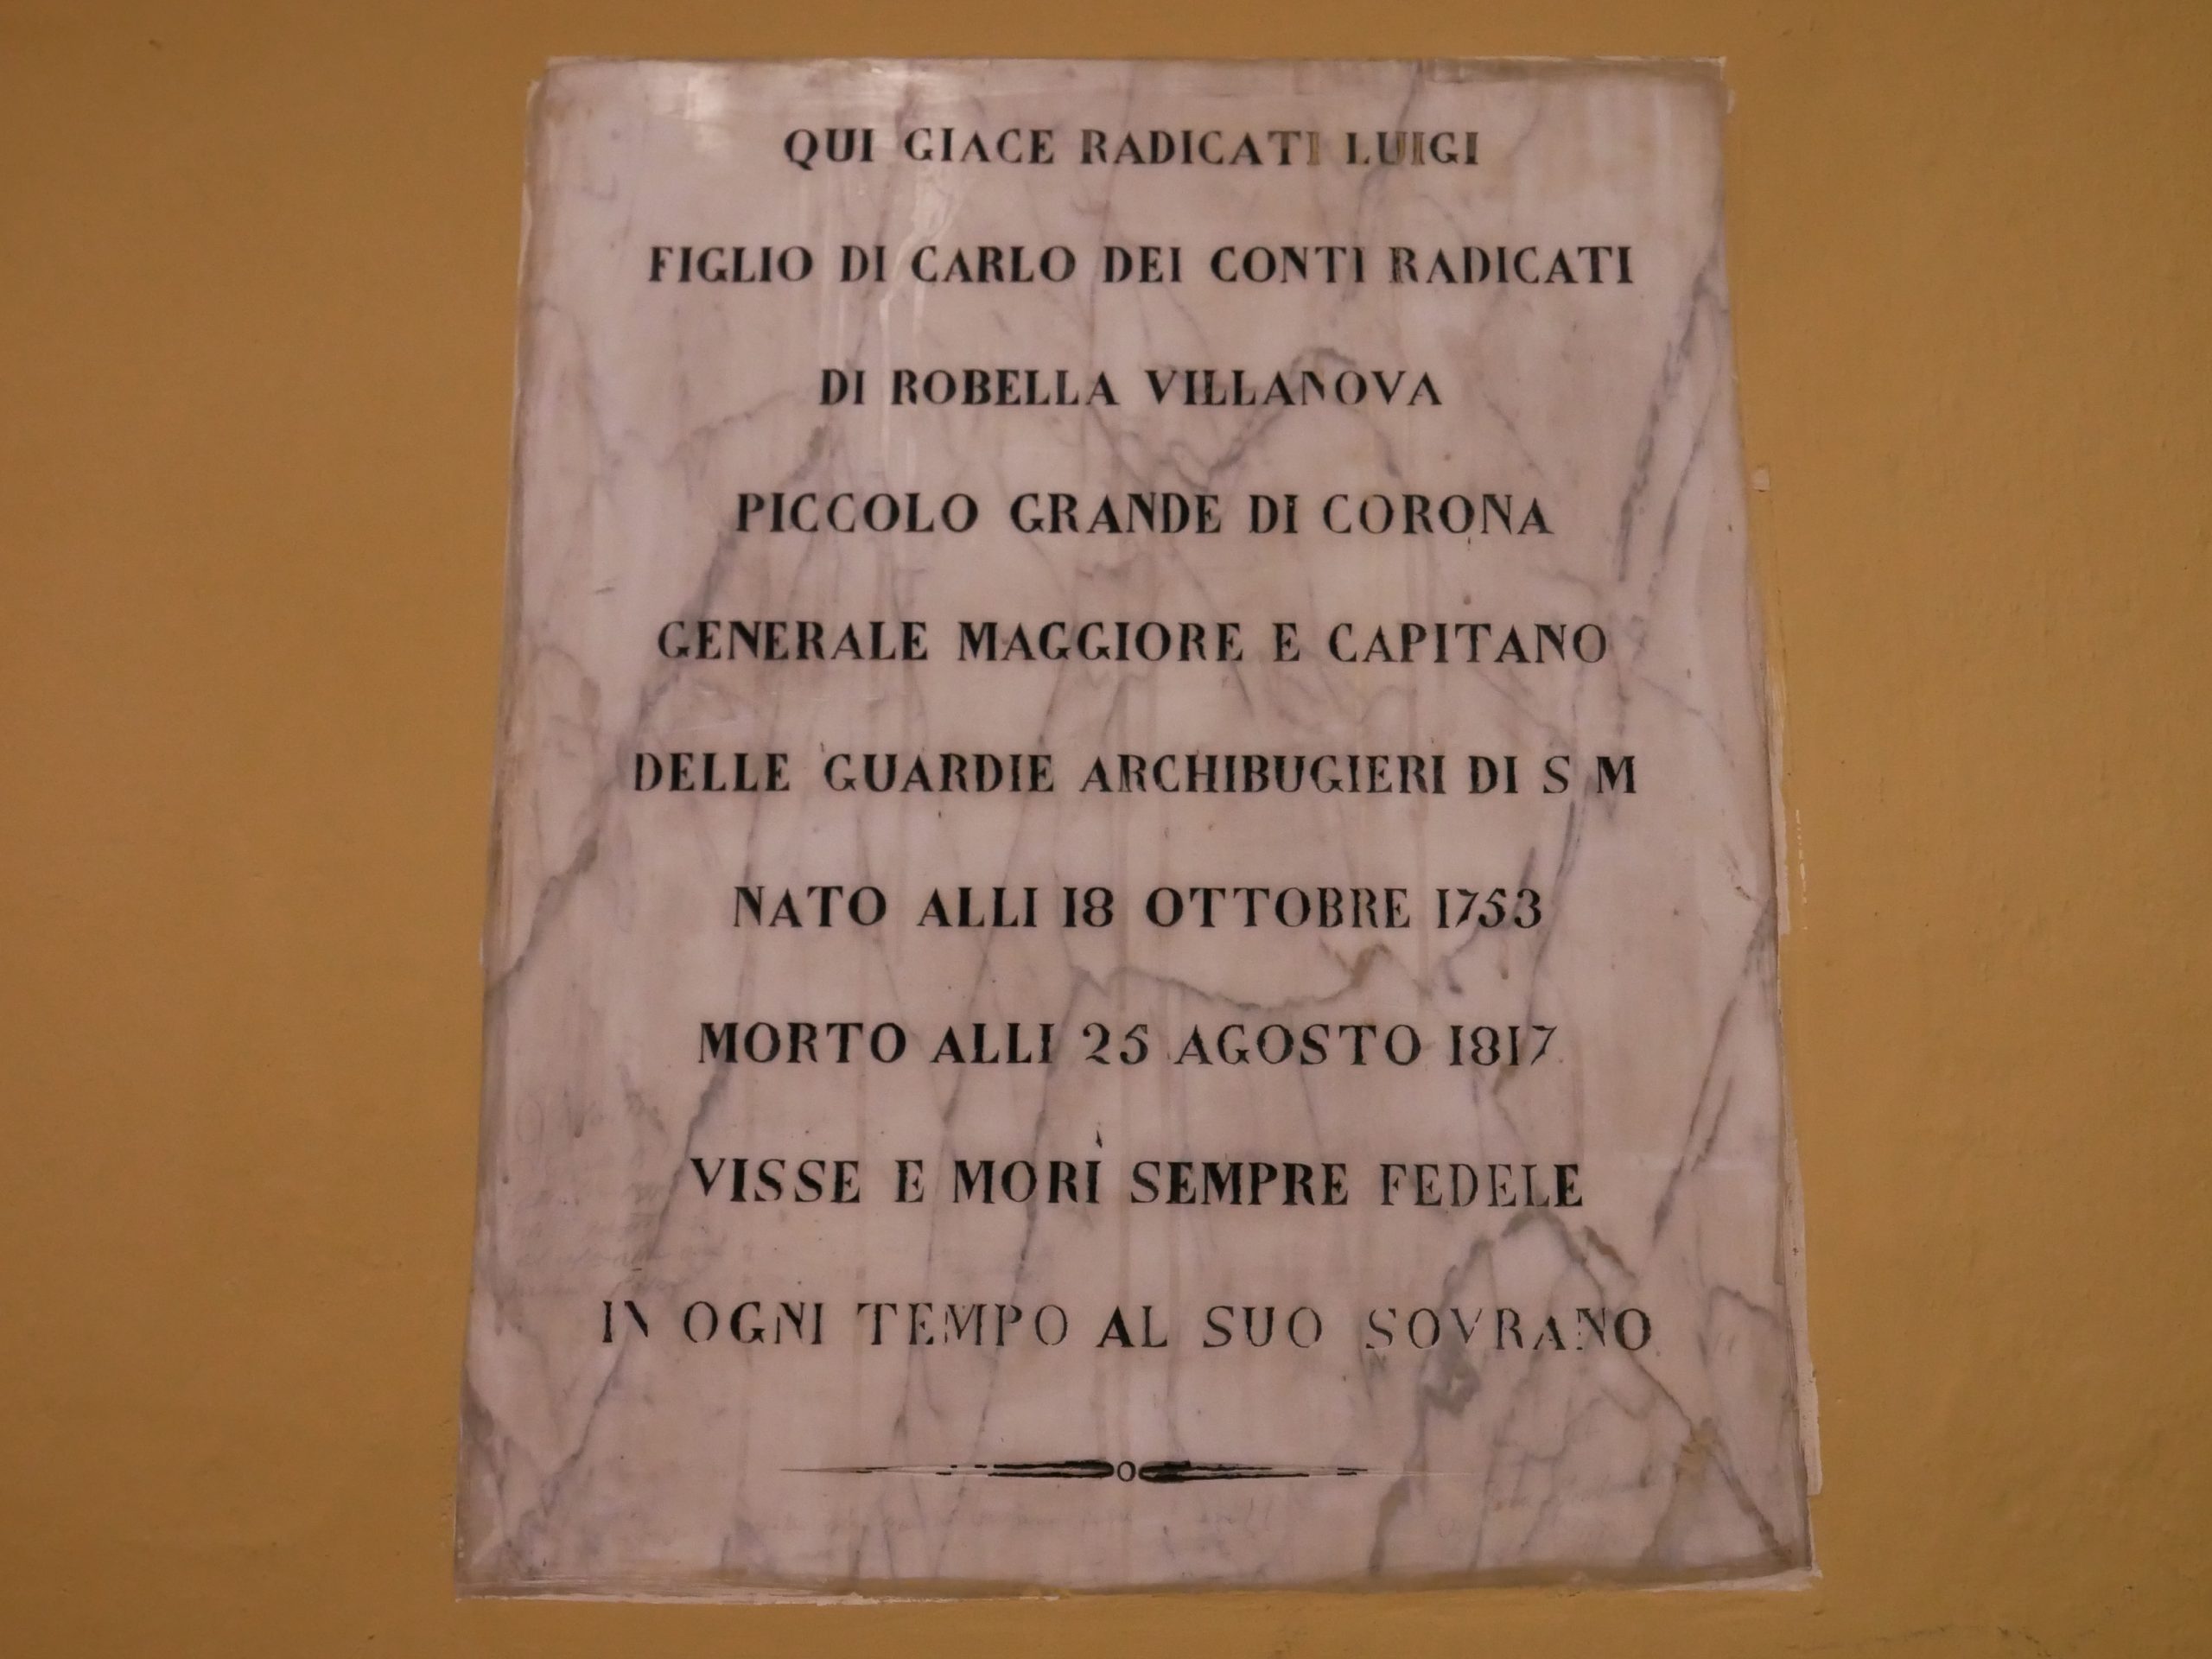 QUI GIACE RADICATI LUIGI
FIGLIO DI CARLO DEI CONTI RADICATI
DI ROBELLA VILLANOVA
PICCOLO GRANDE DI CORONA
GENERALE MAGGIORE E CAPITANO
DELLE GUARDIE ARCHIBUGIERI DI S M
NATO ALLI 18 OTTOBRE 1753
MORTO ALLI 25 AGOSTO 1817
VISSE E MORÌ SEMPRE FEDELE
IN OGNI TEMPO AL SUO SOVRANO